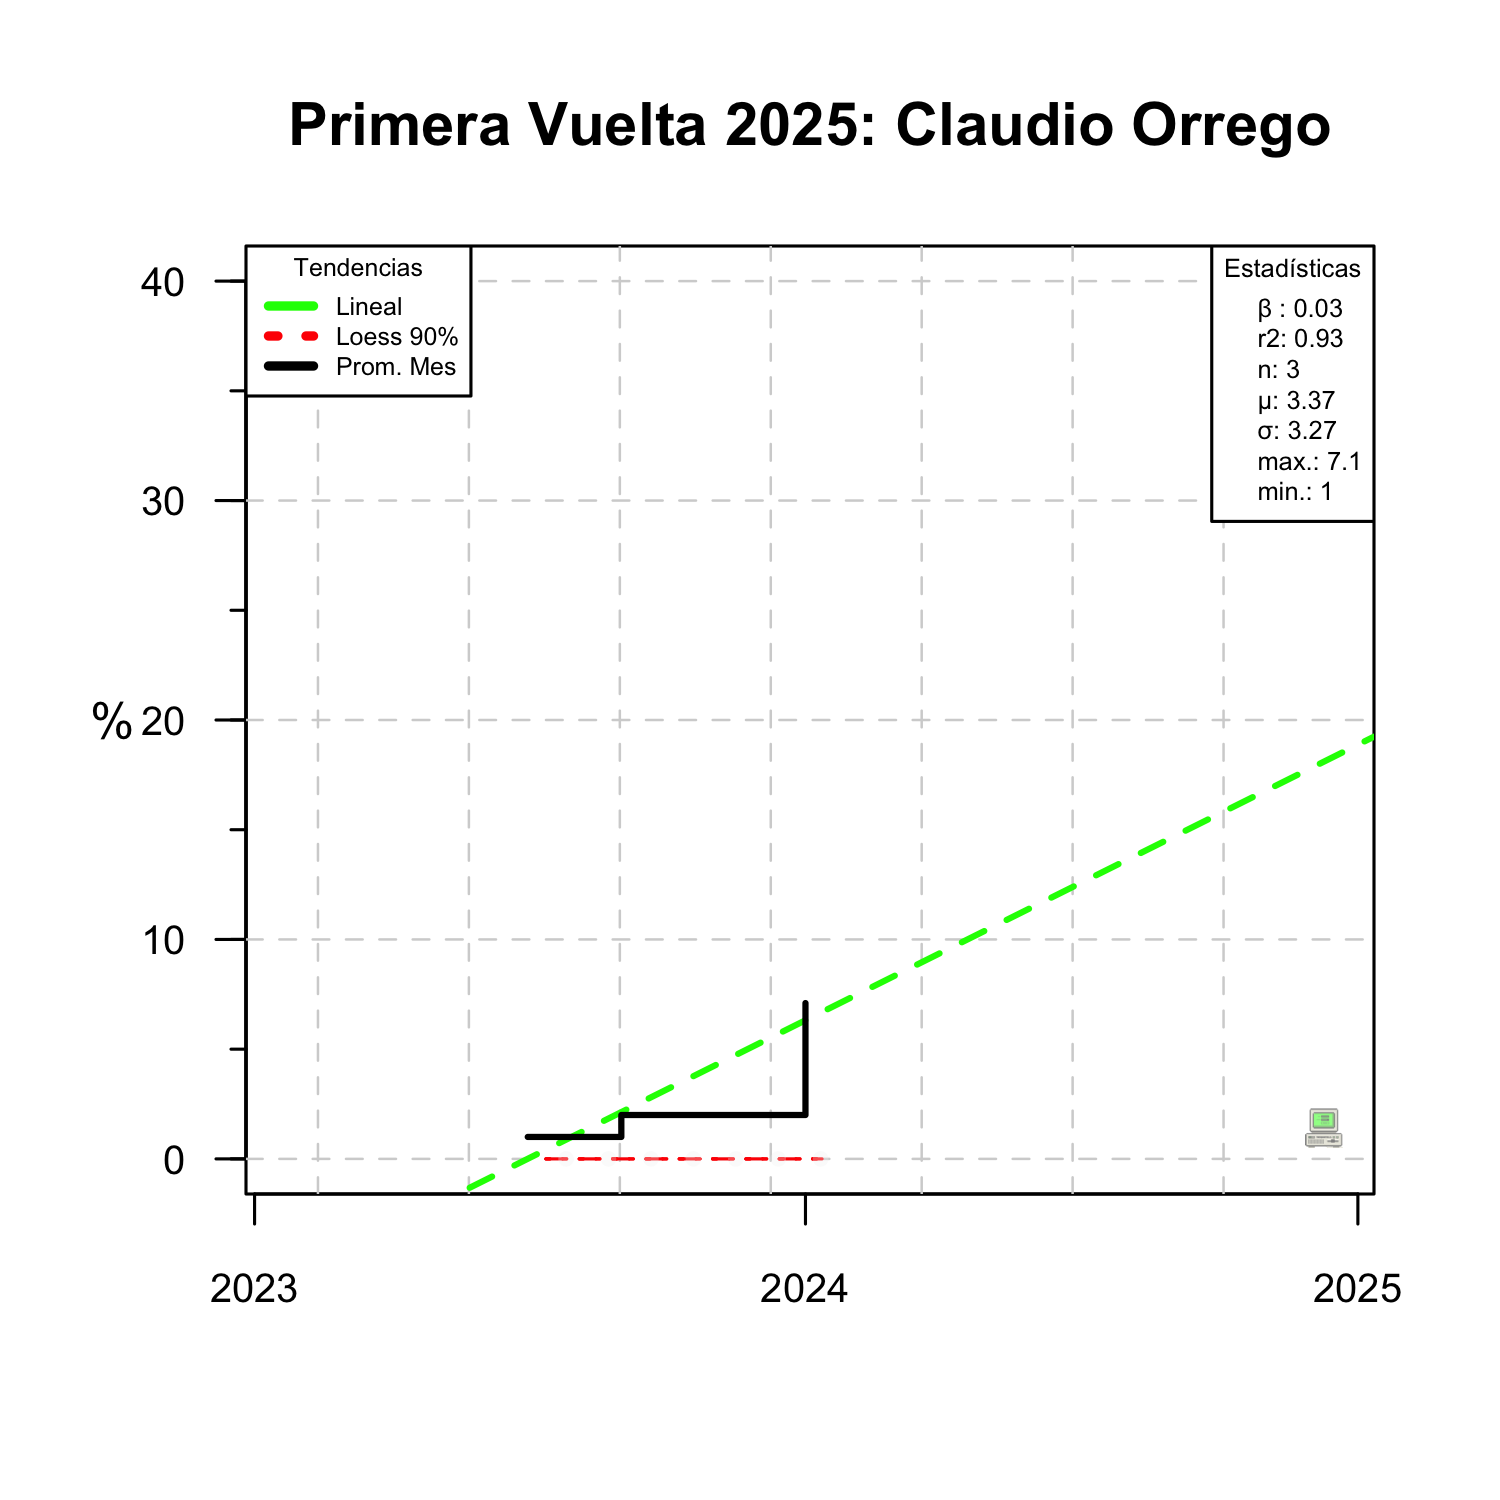 Primera Vuelta 2025: Claudio Orrego
Tendencias
Lineal
Loess 90%
Prom. Mes
Estadísticas
β : 0.03
r2: 0.93
n: 3
μ: 3.37
σ: 3.27
max.: 7.1
min.: 1
40
30
% 20
10
0
2023 2024 2025